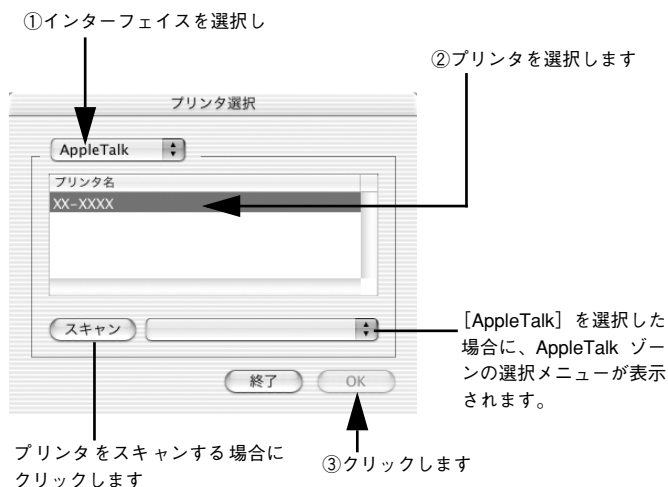 ①インターフェイスを選択し
②プリンタを選択します
プリンタ選択
AppleTalk
プリンタ名
XX-XXXX
スキャン
[AppleTalk] を選択した
場合に、AppleTalk ゾー
ンの選択メニューが表示
されます。
終了
OK
プリンタをスキャンする場合に
クリックします
③クリックします